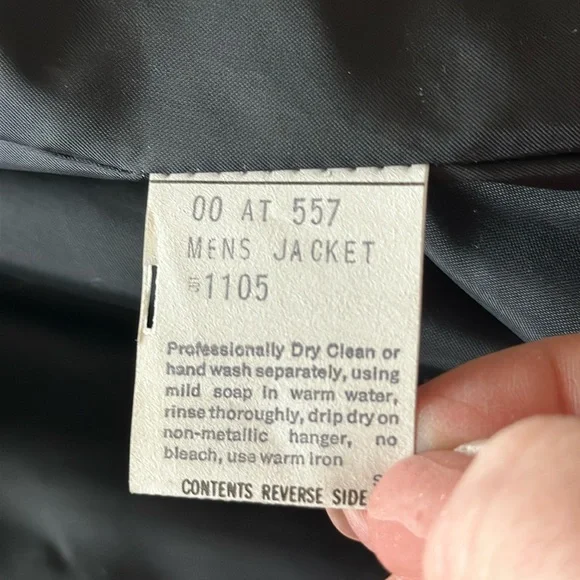 00 AT 557
MENS JACKET
1105
Professionally Dry Clean or
hand wash separately, using
mild soap in warm water,
rinse thoroughly, drip dry on
non-metallic hanger, no
bleach, use warm iron
S
CONTENTS REVERSE SIDE